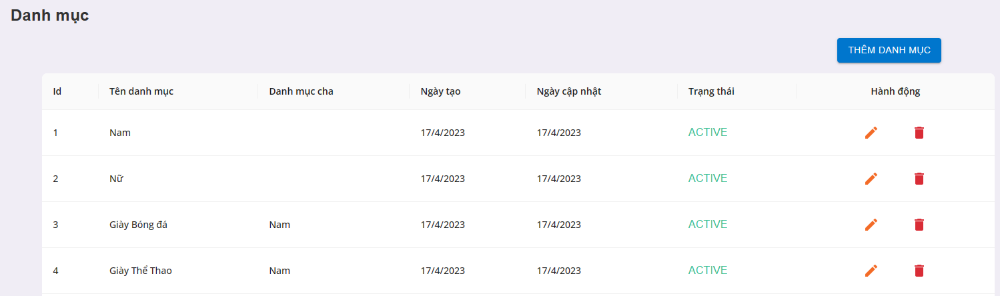 Danh mục
THÊM DANH MỤC
Id Tên danh mục Danh mục cha Ngày tạo Ngày cập nhật Trạng thái Hành động
1 Nam 17/4/2023 17/4/2023 ACTIVE
2 Nữ 17/4/2023 17/4/2023 ACTIVE
3 Giày Bóng đá Nam 17/4/2023 17/4/2023 ACTIVE
4 Giày Thể Thao Nam 17/4/2023 17/4/2023 ACTIVE